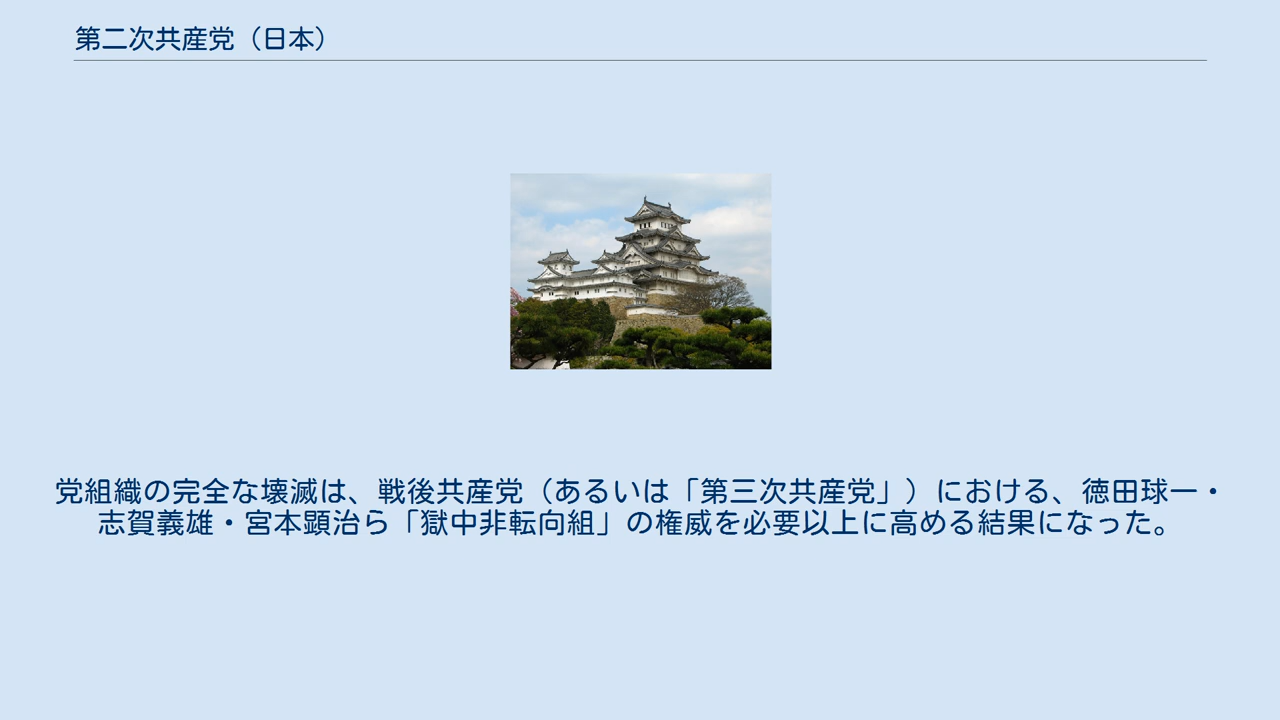 第二次共産党（日本）
党組織の完全な壊滅は、戦後共産党（あるいは「第三次共産党」）における、徳田球一・
志賀義雄・宮本顕治ら「獄中非転向組」の権威を必要以上に高める結果になった。